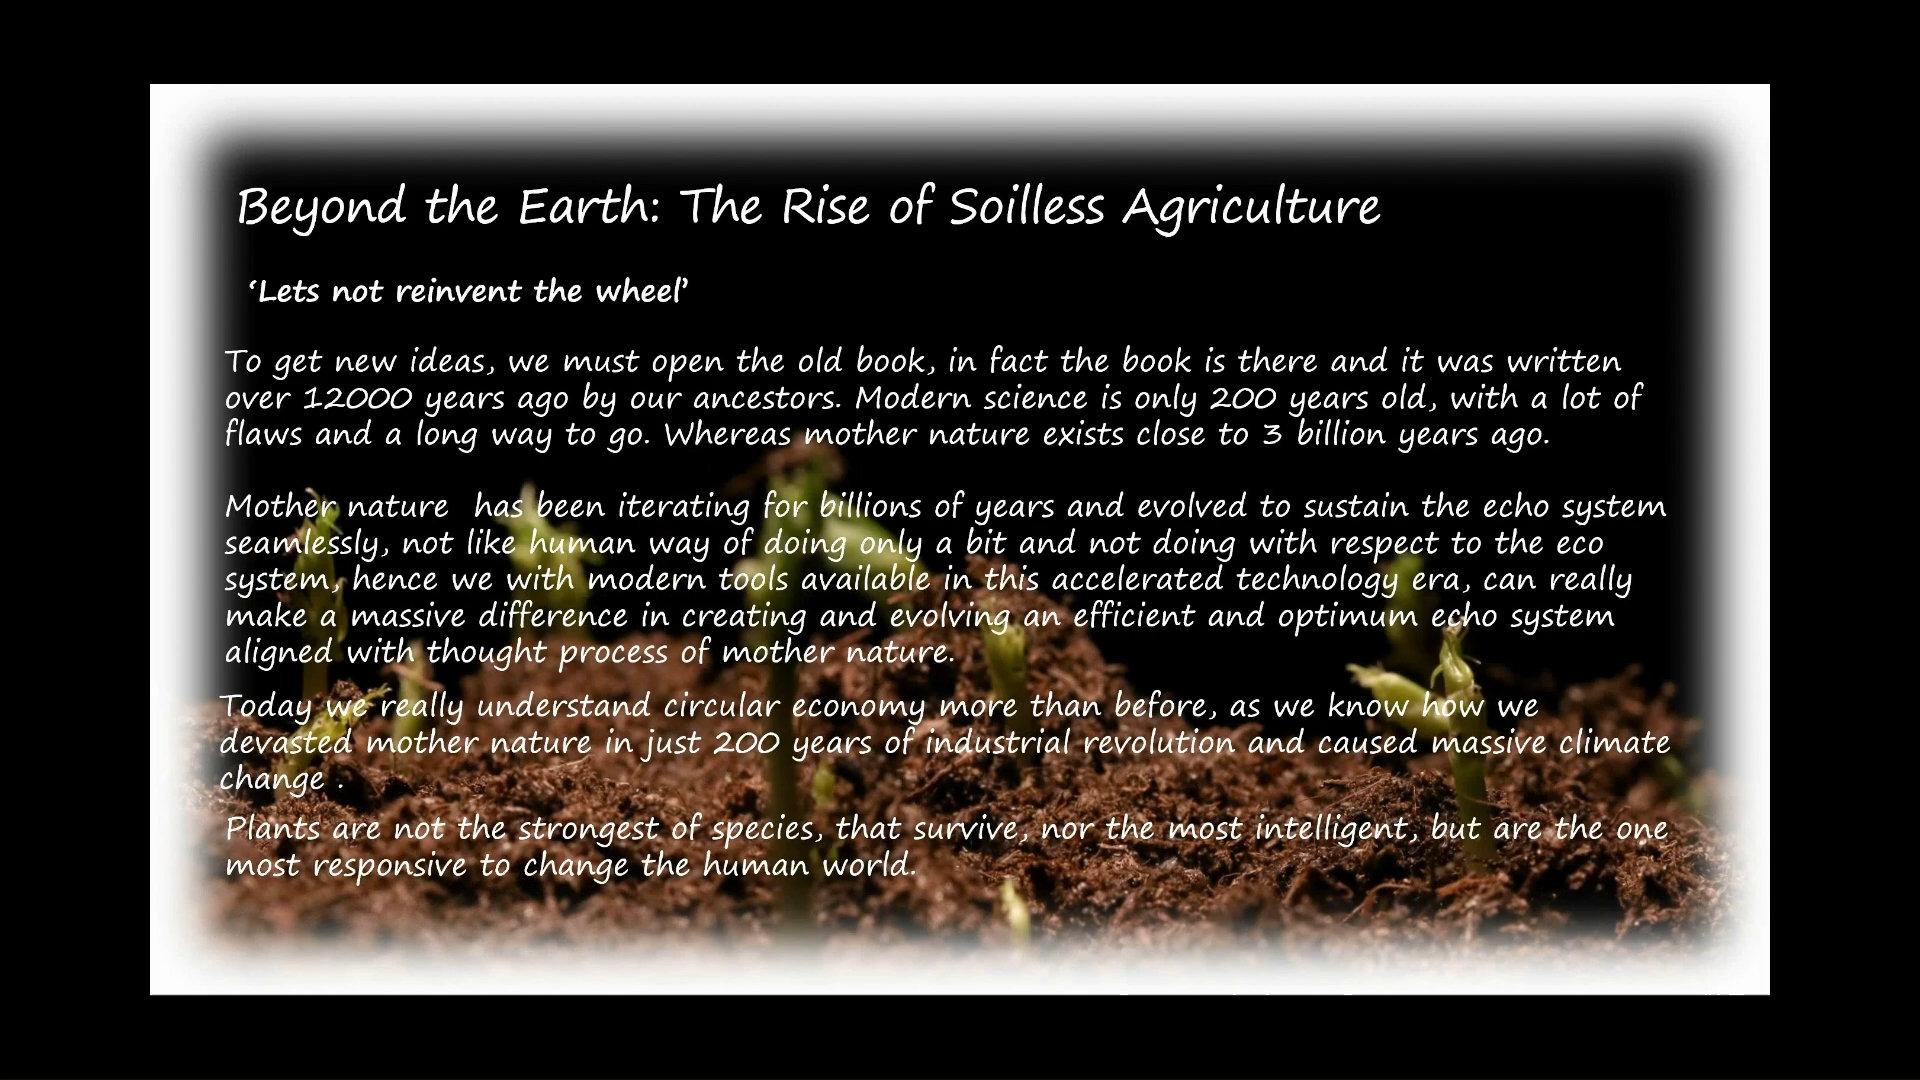 Beyond the Earth: The Rise of Soilless Agriculture
‘Lets not reinvent the wheel’
To get new ideas, we must open the old book, in fact the book is there and it was written
over 12000 years ago by our ancestors. Modern science is only 200 years old, with a lot of
flaws and a long way to go. Whereas mother nature exists close to 3 billion years ago.
Mother nature  has been iterating for billions of years and evolved to sustain the echo system
seamlessly, not like human way of doing only a bit and not doing with respect to the eco
system, hence we with modern tools available in this accelerated technology era, can really
make a massive difference in creating and evolving an efficient and optimum echo system
aligned with thought process of mother nature.
Today we really understand circular economy more than before, as we know how we
devasted mother nature in just 200 years of industrial revolution and caused massive climate
change .
Plants are not the strongest of species, that survive, nor the most intelligent, but are the one
most responsive to change the human world.